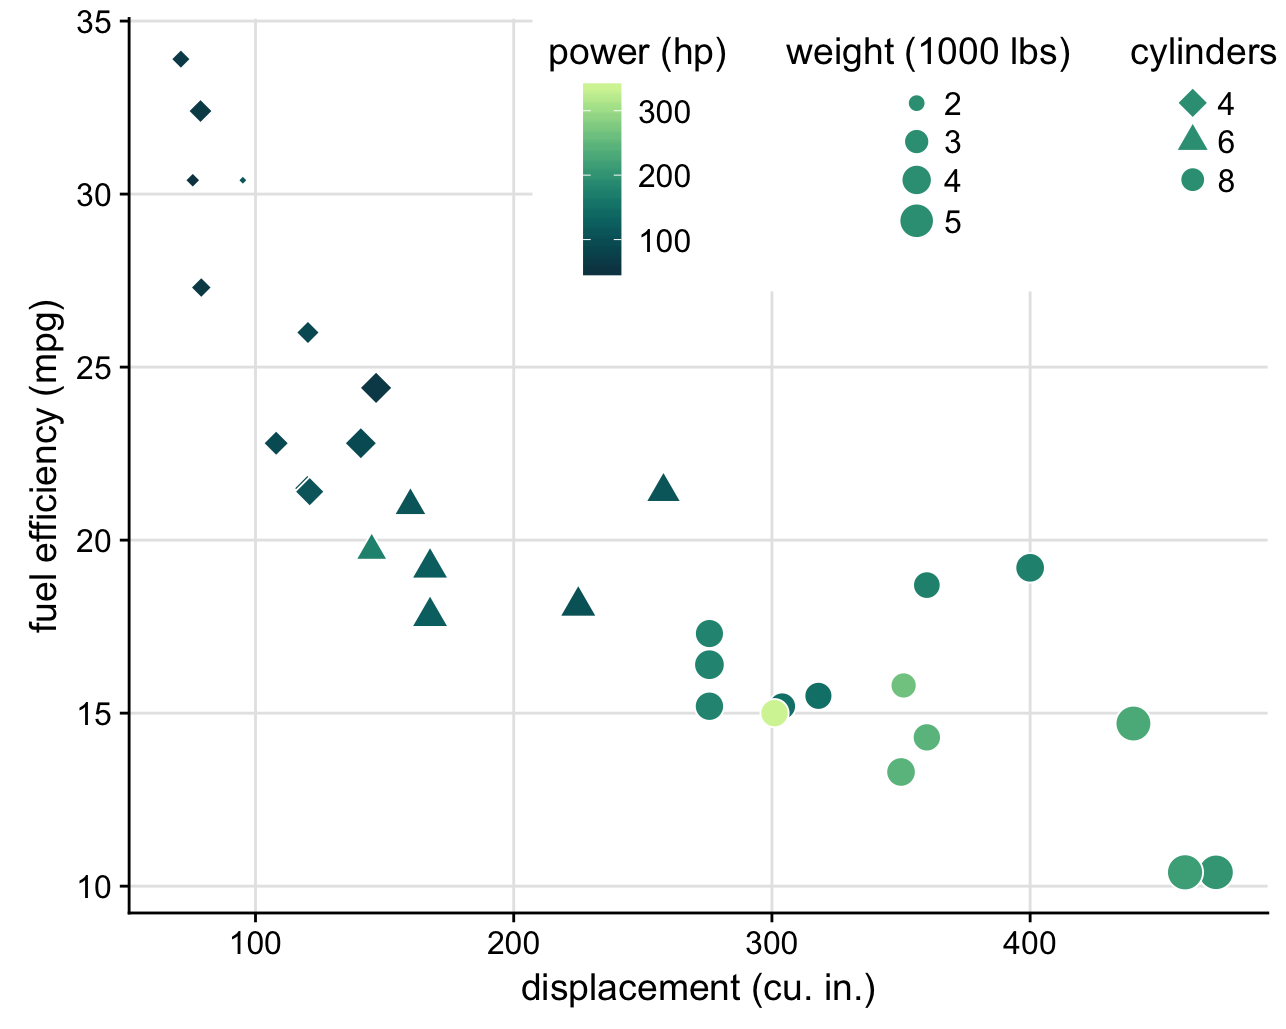 power (hp)
300
200
100
weight (1000 lbs)
2
3
4
5
cylinders
4
6
8
fuel efficiency (mpg)
35
30
25
20
15
10
100 200 300 400
displacement (cu. in.)